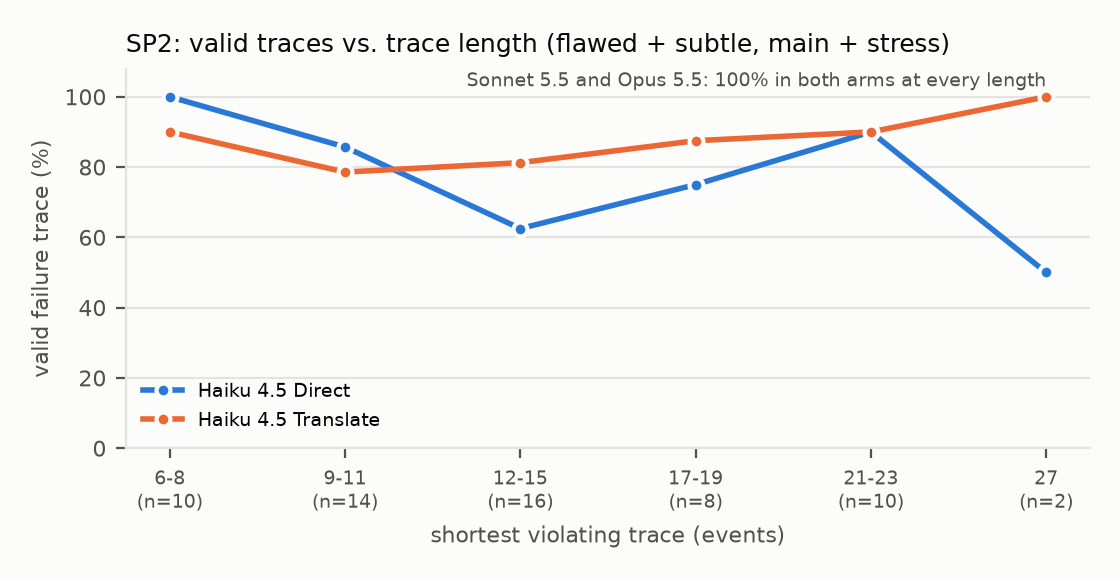 SP2: valid traces vs. trace length (flawed + subtle, main + stress)
Sonnet 5.5 and Opus 5.5: 100% in both arms at every length
valid failure trace (%)
100
80
60
40
20
0
Haiku 4.5 Direct
Haiku 4.5 Translate
6-8 9-11 12-15 17-19 21-23 27
(n=10) (n=14) (n=16) (n=8) (n=10) (n=2)
shortest violating trace (events)